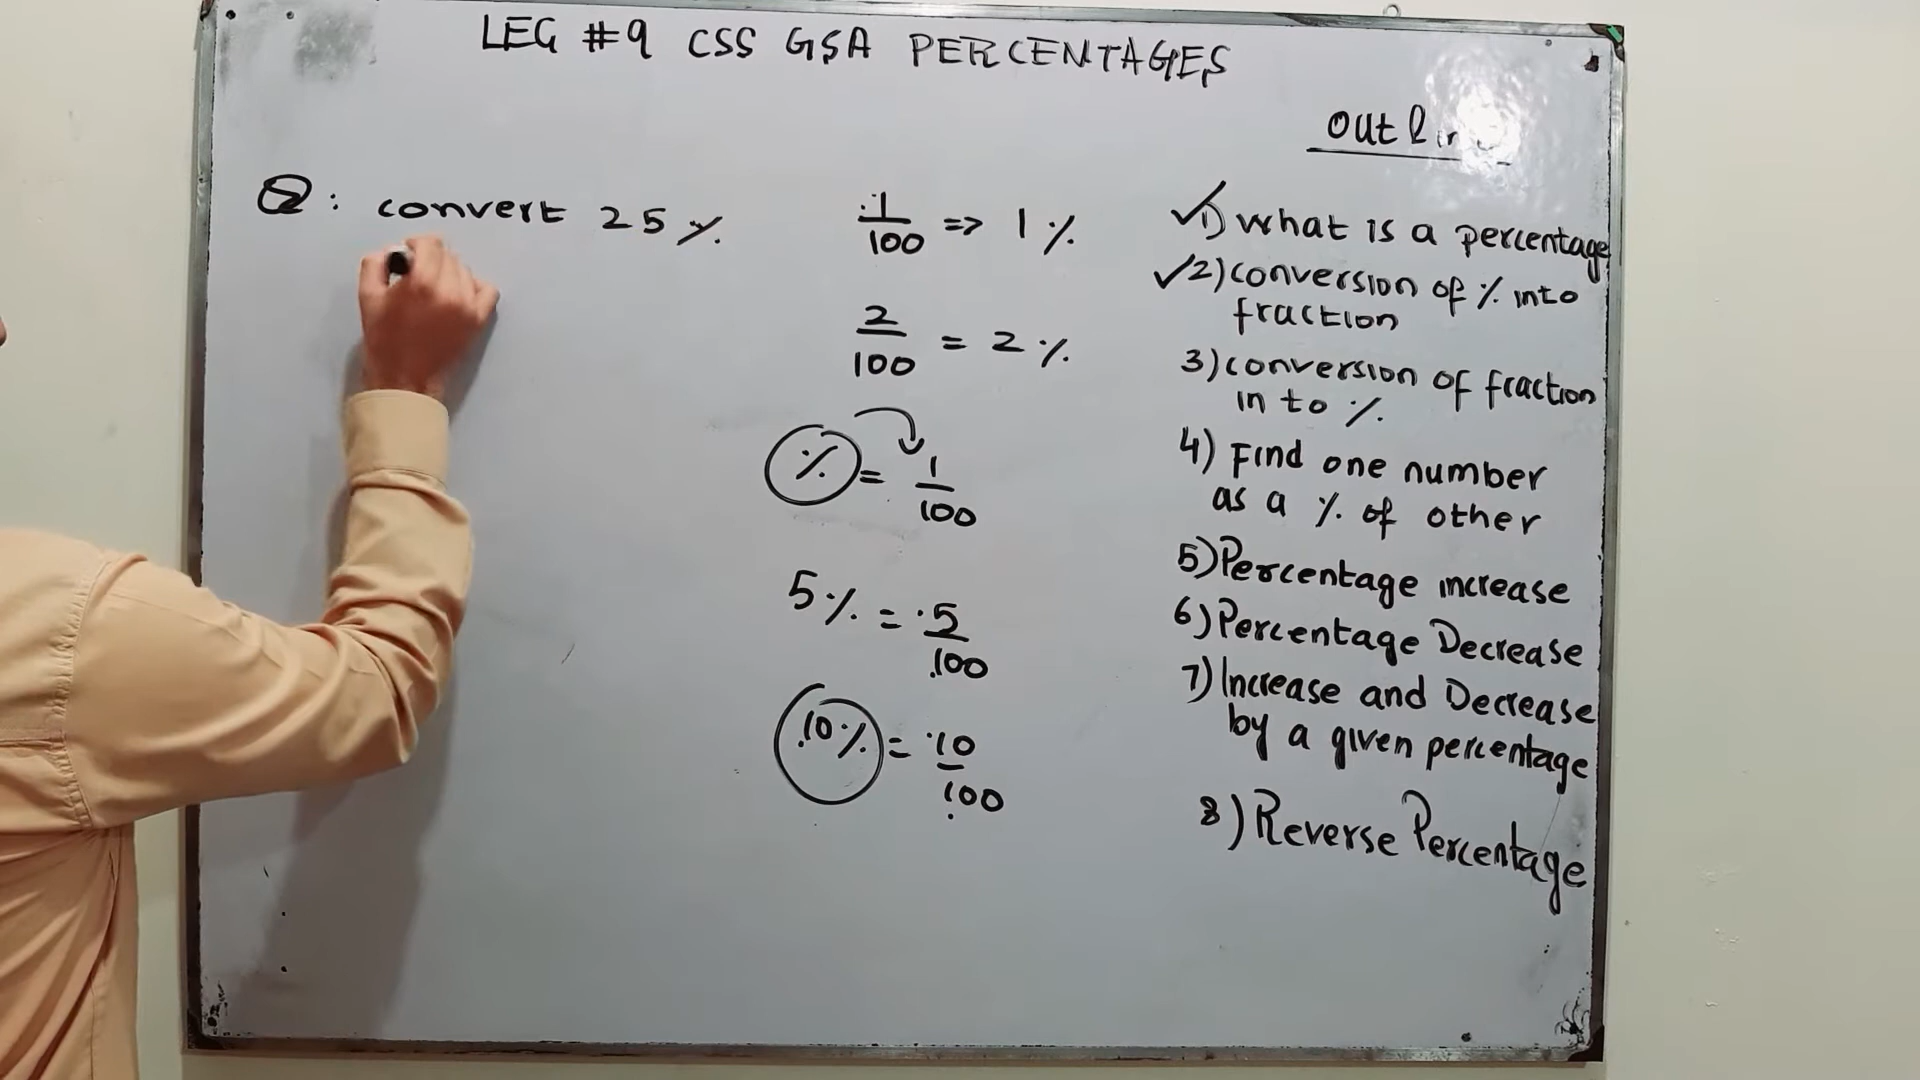 LEC #9 CSS GSA PERCENTAGES
Outline
Q: convert 25%
1/100 => 1%
2/100 = 2%
% = 1/100
5% = 5/100
10% = 10/100
1) What is a percentage
2) conversion of % into
fraction
3) conversion of fraction
in to %
4) Find one number
as a % of other
5) Percentage increase
6) Percentage Decrease
7) Increase and Decrease
by a given percentage
8) Reverse Percentage